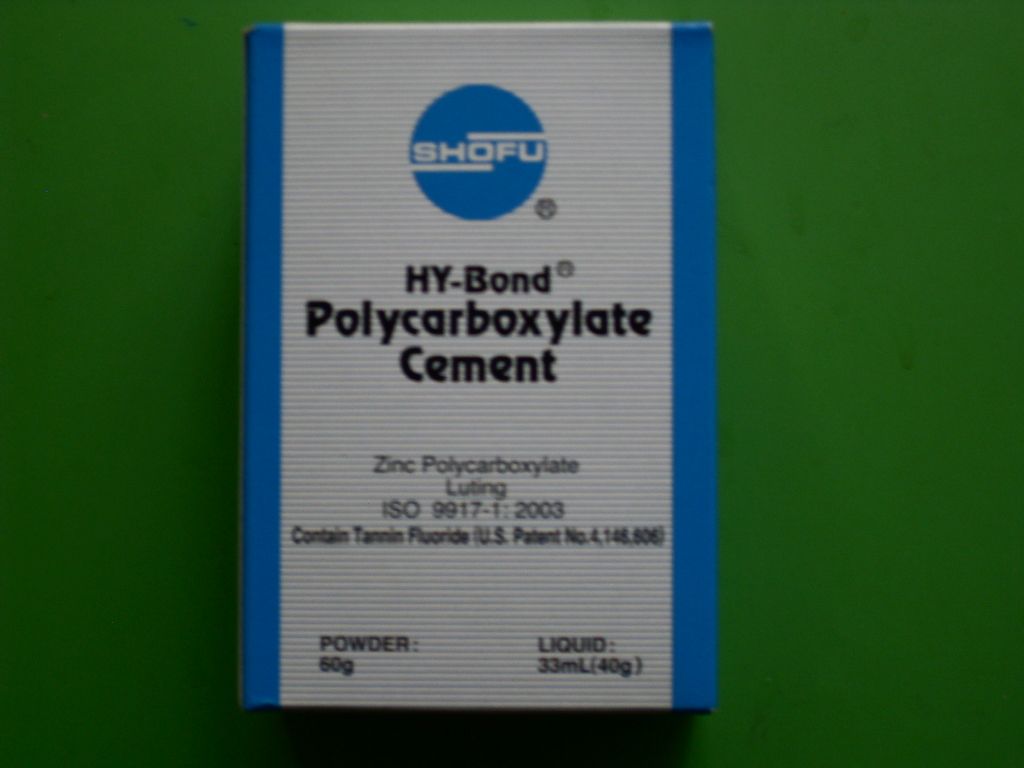 SHOFU
®
HY-Bond®
Polycarboxylate
Cement
Zinc Polycarboxylate
Luting
ISO 9917-1: 2003
Contain Tannin Fluoride (U.S. Patent No.4,146,606)
POWDER: LIQUID:
60g 33mL(40g)